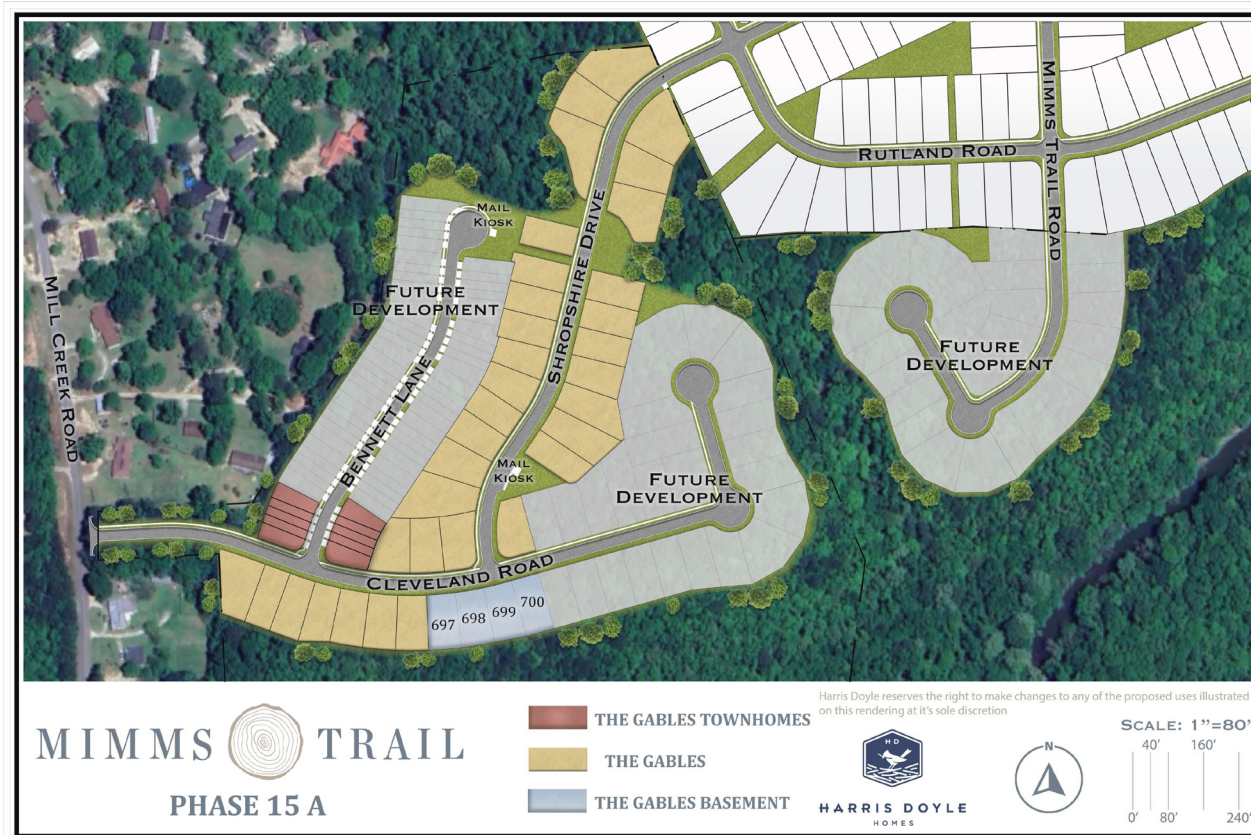 MIMMS TRAIL ROAD
RUTLAND ROAD
SHROPSHIRE DRIVE
MAIL
KIOSK
FUTURE
DEVELOPMENT
MILL CREEK ROAD
BENNETT LANE
FUTURE
DEVELOPMENT
MAIL
KIOSK
FUTURE
DEVELOPMENT
CLEVELAND ROAD
697 698 699 700
MIMMS TRAIL
PHASE 15 A
THE GABLES TOWNHOMES
THE GABLES
THE GABLES BASEMENT
Harris Doyle reserves the right to make changes to any of the proposed uses illustrated
on this rendering at it's sole discretion
HD
HARRIS DOYLE
HOMES
N
SCALE: 1"=80'
40' 160'
0' 80' 240'